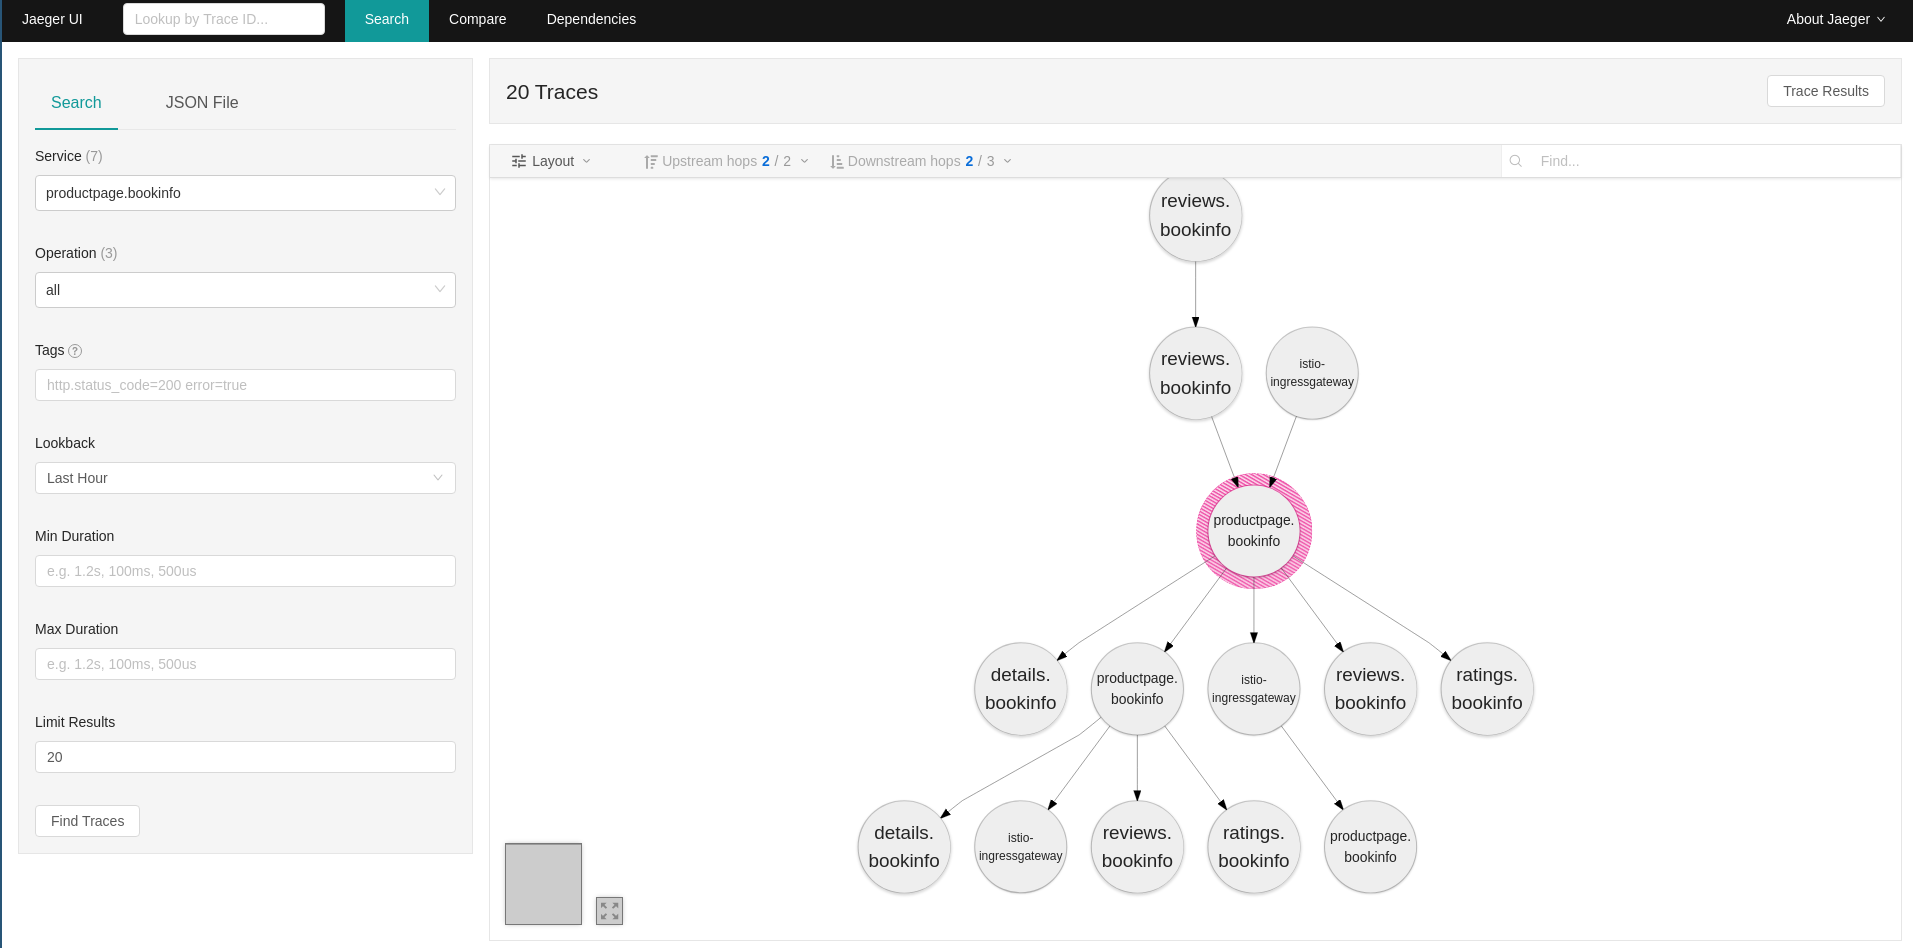 Jaeger UI
Lookup by Trace ID...
Search
Compare
Dependencies
About Jaeger
Search
JSON File
Service (7)
productpage.bookinfo
Operation (3)
all
Tags ?
http.status_code=200 error=true
Lookback
Last Hour
Min Duration
e.g. 1.2s, 100ms, 500us
Max Duration
e.g. 1.2s, 100ms, 500us
Limit Results
20
Find Traces
20 Traces
Trace Results
Layout
Upstream hops 2 / 2
Downstream hops 2 / 3
Find...
reviews.
bookinfo
reviews.
bookinfo
istio-
ingressgateway
productpage.
bookinfo
details.
bookinfo
productpage.
bookinfo
istio-
ingressgateway
reviews.
bookinfo
ratings.
bookinfo
details.
bookinfo
istio-
ingressgateway
reviews.
bookinfo
ratings.
bookinfo
productpage.
bookinfo